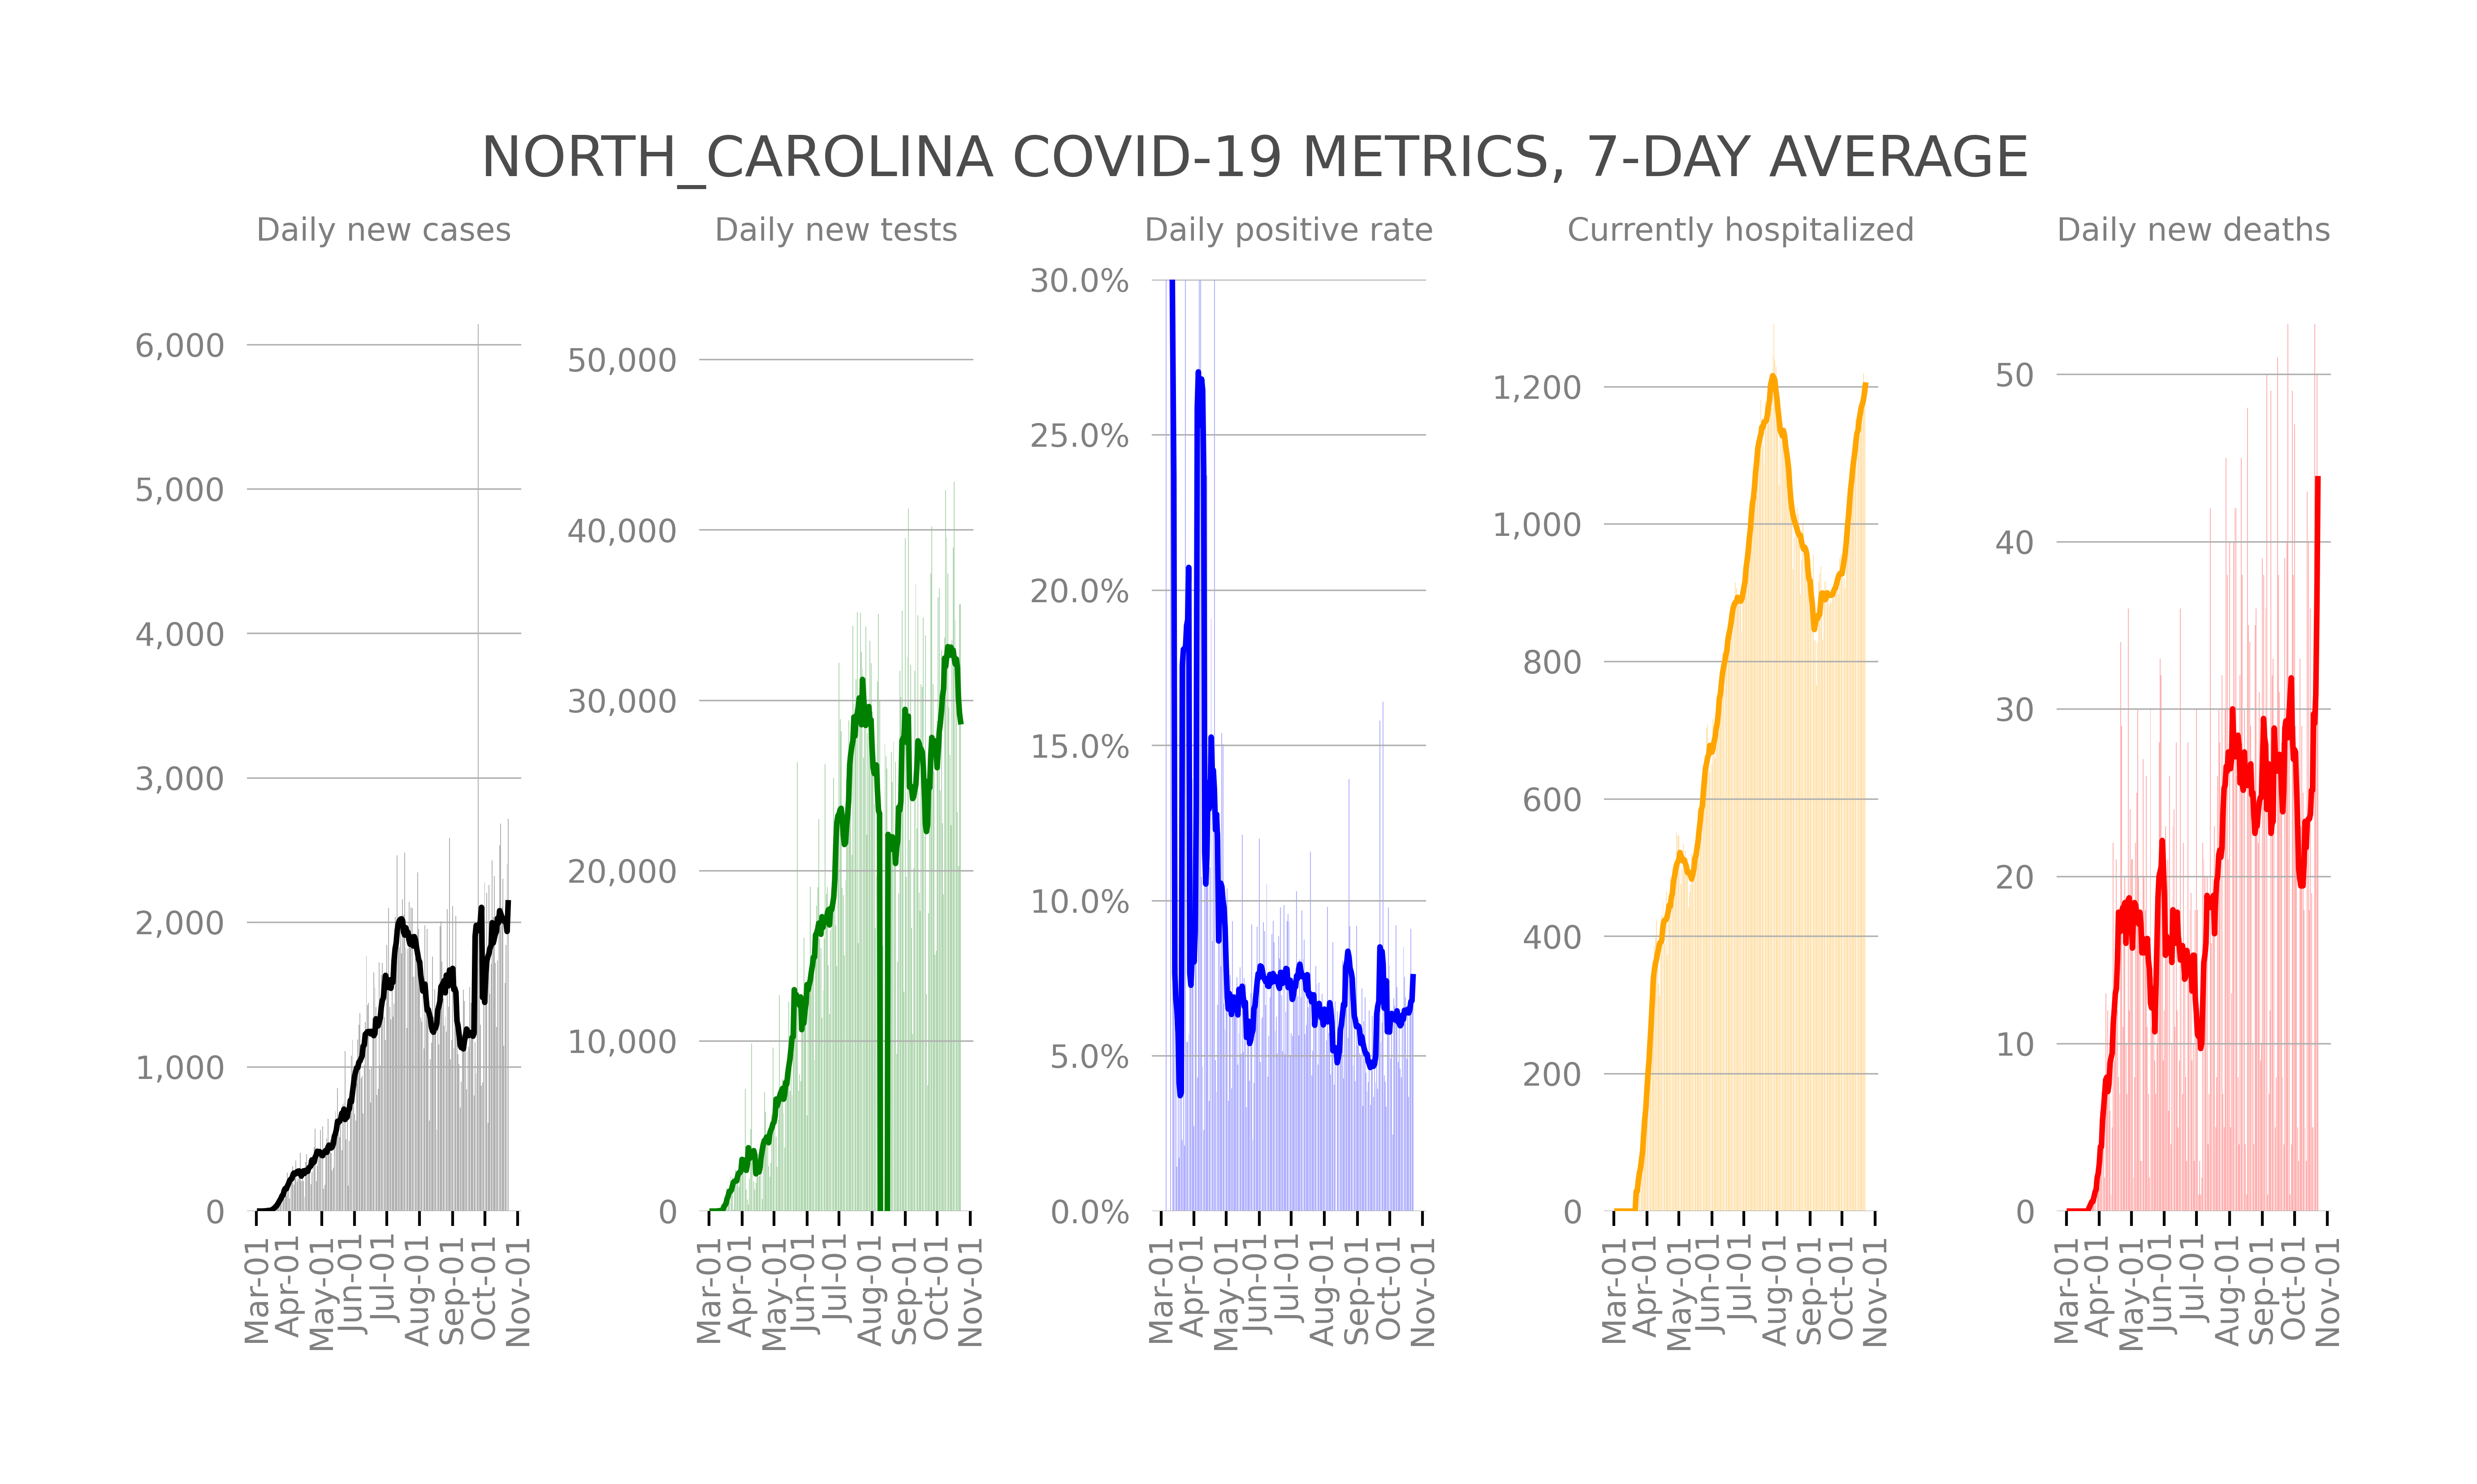 NORTH_CAROLINA COVID-19 METRICS, 7-DAY AVERAGE
Daily new cases
6,000
5,000
4,000
3,000
2,000
1,000
0
Mar-01
Apr-01
May-01
Jun-01
Jul-01
Aug-01
Sep-01
Oct-01
Nov-01
Daily new tests
50,000
40,000
30,000
20,000
10,000
0
Mar-01
Apr-01
May-01
Jun-01
Jul-01
Aug-01
Sep-01
Oct-01
Nov-01
Daily positive rate
30.0%
25.0%
20.0%
15.0%
10.0%
5.0%
0.0%
Mar-01
Apr-01
May-01
Jun-01
Jul-01
Aug-01
Sep-01
Oct-01
Nov-01
Currently hospitalized
1,200
1,000
800
600
400
200
0
Mar-01
Apr-01
May-01
Jun-01
Jul-01
Aug-01
Sep-01
Oct-01
Nov-01
Daily new deaths
50
40
30
20
10
0
Mar-01
Apr-01
May-01
Jun-01
Jul-01
Aug-01
Sep-01
Oct-01
Nov-01